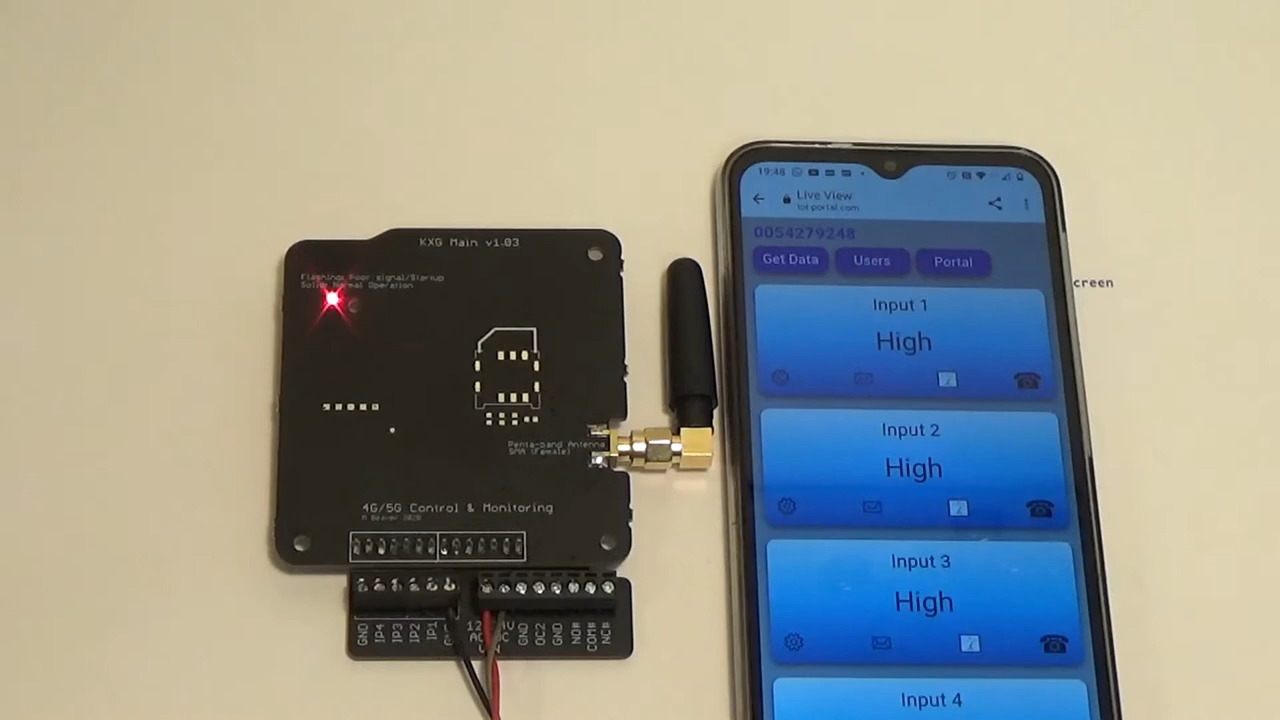 KXG Main v1.03
Flashing: Poor signal/Startup
Solid: Normal Operation
Penta-band Antenna
SMA (Female)
4G/5G Control & Monitoring
GND IP4 IP3 IP2 IP1
GND OC2 GND NO# COM# NC#
19:48
Live View
iot-portal.com
0054279248
Get Data Users Portal
Input 1
High
Input 2
High
Input 3
High
Input 4
creen